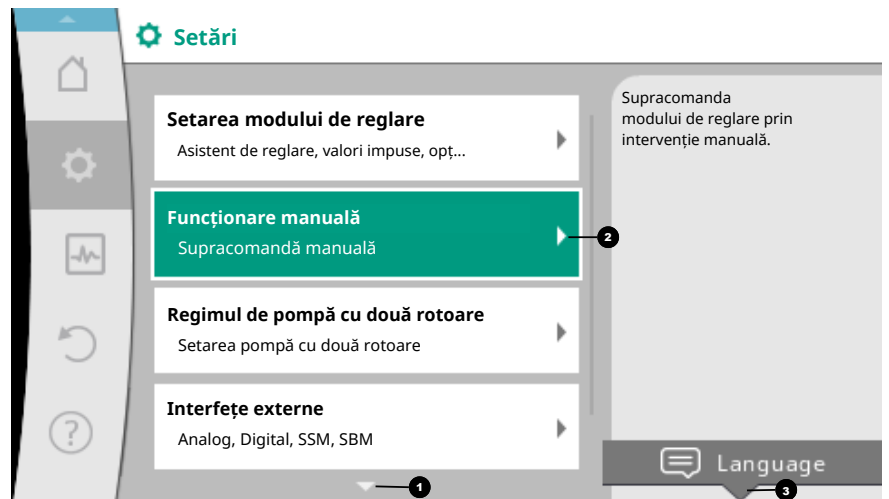 Setări
Setarea modului de reglare
Asistent de reglare, valori impuse, opț...
Funcționare manuală
Supracomandă manuală
Regimul de pompă cu două rotoare
Setarea pompă cu două rotoare
Interfețe externe
Analog, Digital, SSM, SBM
Supracomanda
modului de reglare prin
intervenție manuală.
Language
1
2
3
?